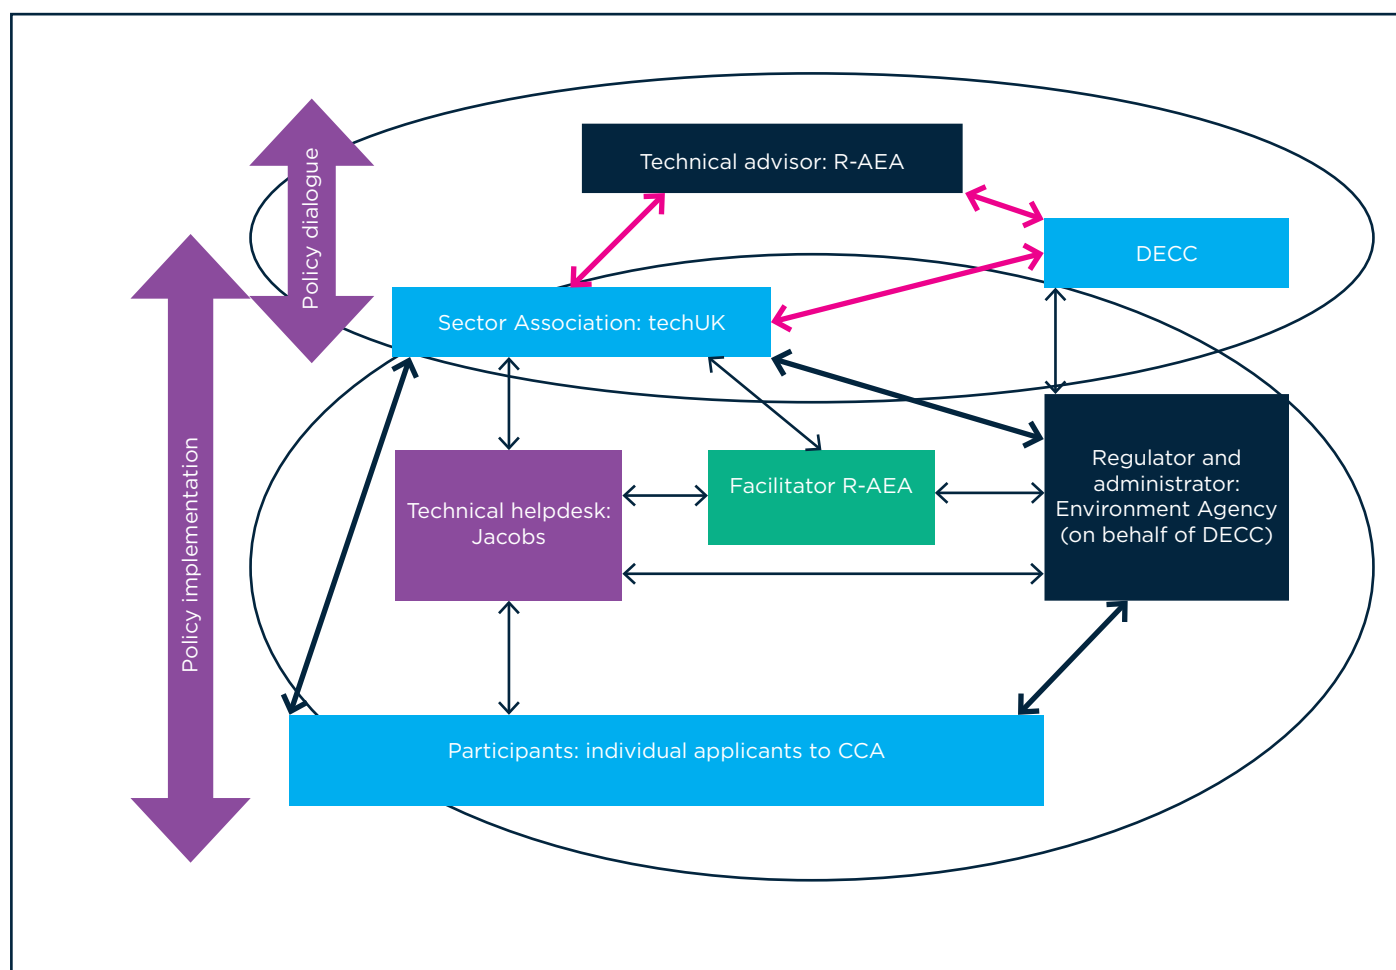 Policy dialogue
Technical advisor: R-AEA
DECC
Sector Association: techUK
Policy implementation
Technical helpdesk:
Jacobs
Facilitator R-AEA
Regulator and
administrator:
Environment Agency
(on behalf of DECC)
Participants: individual applicants to CCA